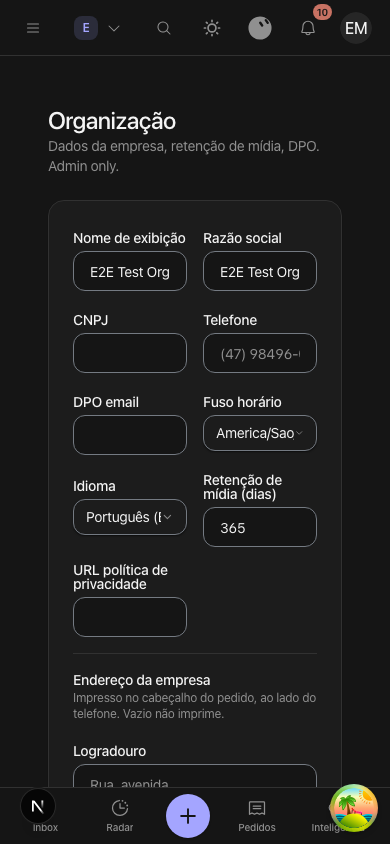 E
10
EM
Organização
Dados da empresa, retenção de mídia, DPO.
Admin only.
Nome de exibição
Razão social
E2E Test Org
E2E Test Org
CNPJ
Telefone
(47) 98496-
DPO email
Fuso horário
America/Sao
Idioma
Retenção de
mídia (dias)
Português (
365
URL política de
privacidade
Endereço da empresa
Impresso no cabeçalho do pedido, ao lado do
telefone. Vazio não imprime.
Logradouro
Rua, avenida
N
Inbox
Radar
Pedidos